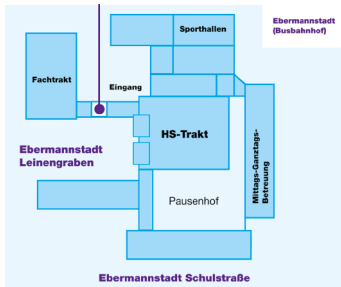 Sporthallen
Ebermannstadt
(Busbahnhof)
Fachtrakt
Eingang
HS-Trakt
Mittags-Ganztags-
Betreuung
Ebermannstadt
Leinengraben
Pausenhof
Ebermannstadt Schulstraße